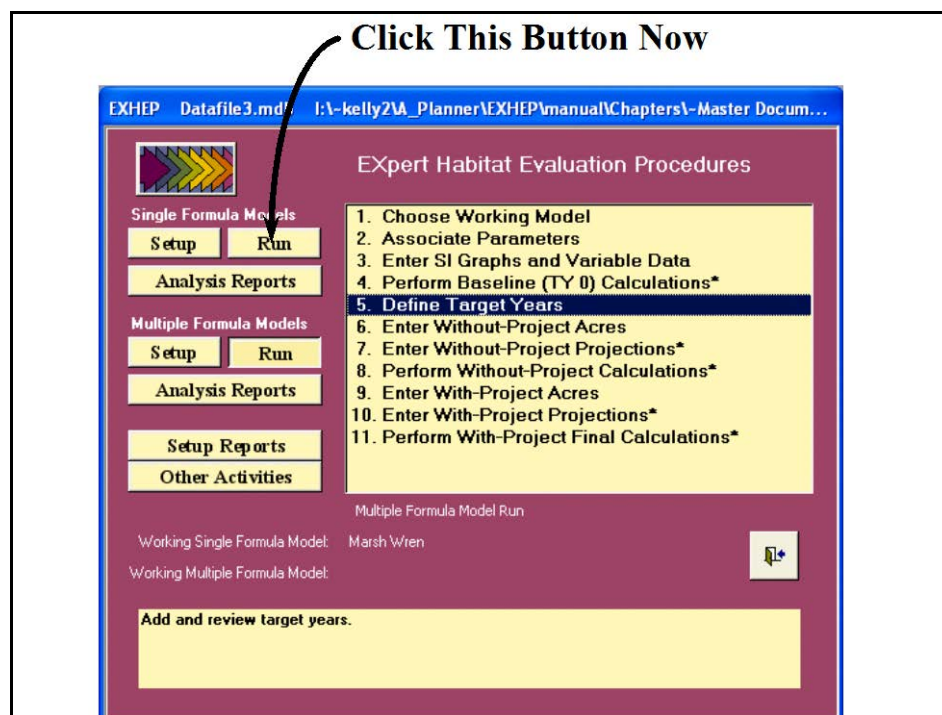 Click This Button Now
EXHEP Datafile3.mdb I:\~kelly2\A_Planner\EXHEP\manual\Chapters\~Master Docum...
EXpert Habitat Evaluation Procedures
Single Formula Models
Setup Run
Analysis Reports
Multiple Formula Models
Setup Run
Analysis Reports
Setup Reports
Other Activities
1. Choose Working Model
2. Associate Parameters
3. Enter SI Graphs and Variable Data
4. Perform Baseline (TY 0) Calculations*
5. Define Target Years
6. Enter Without-Project Acres
7. Enter Without-Project Projections*
8. Perform Without-Project Calculations*
9. Enter With-Project Acres
10. Enter With-Project Projections*
11. Perform With-Project Final Calculations*
Multiple Formula Model Run
Working Single Formula Model: Marsh Wren
Working Multiple Formula Model:
Add and review target years.